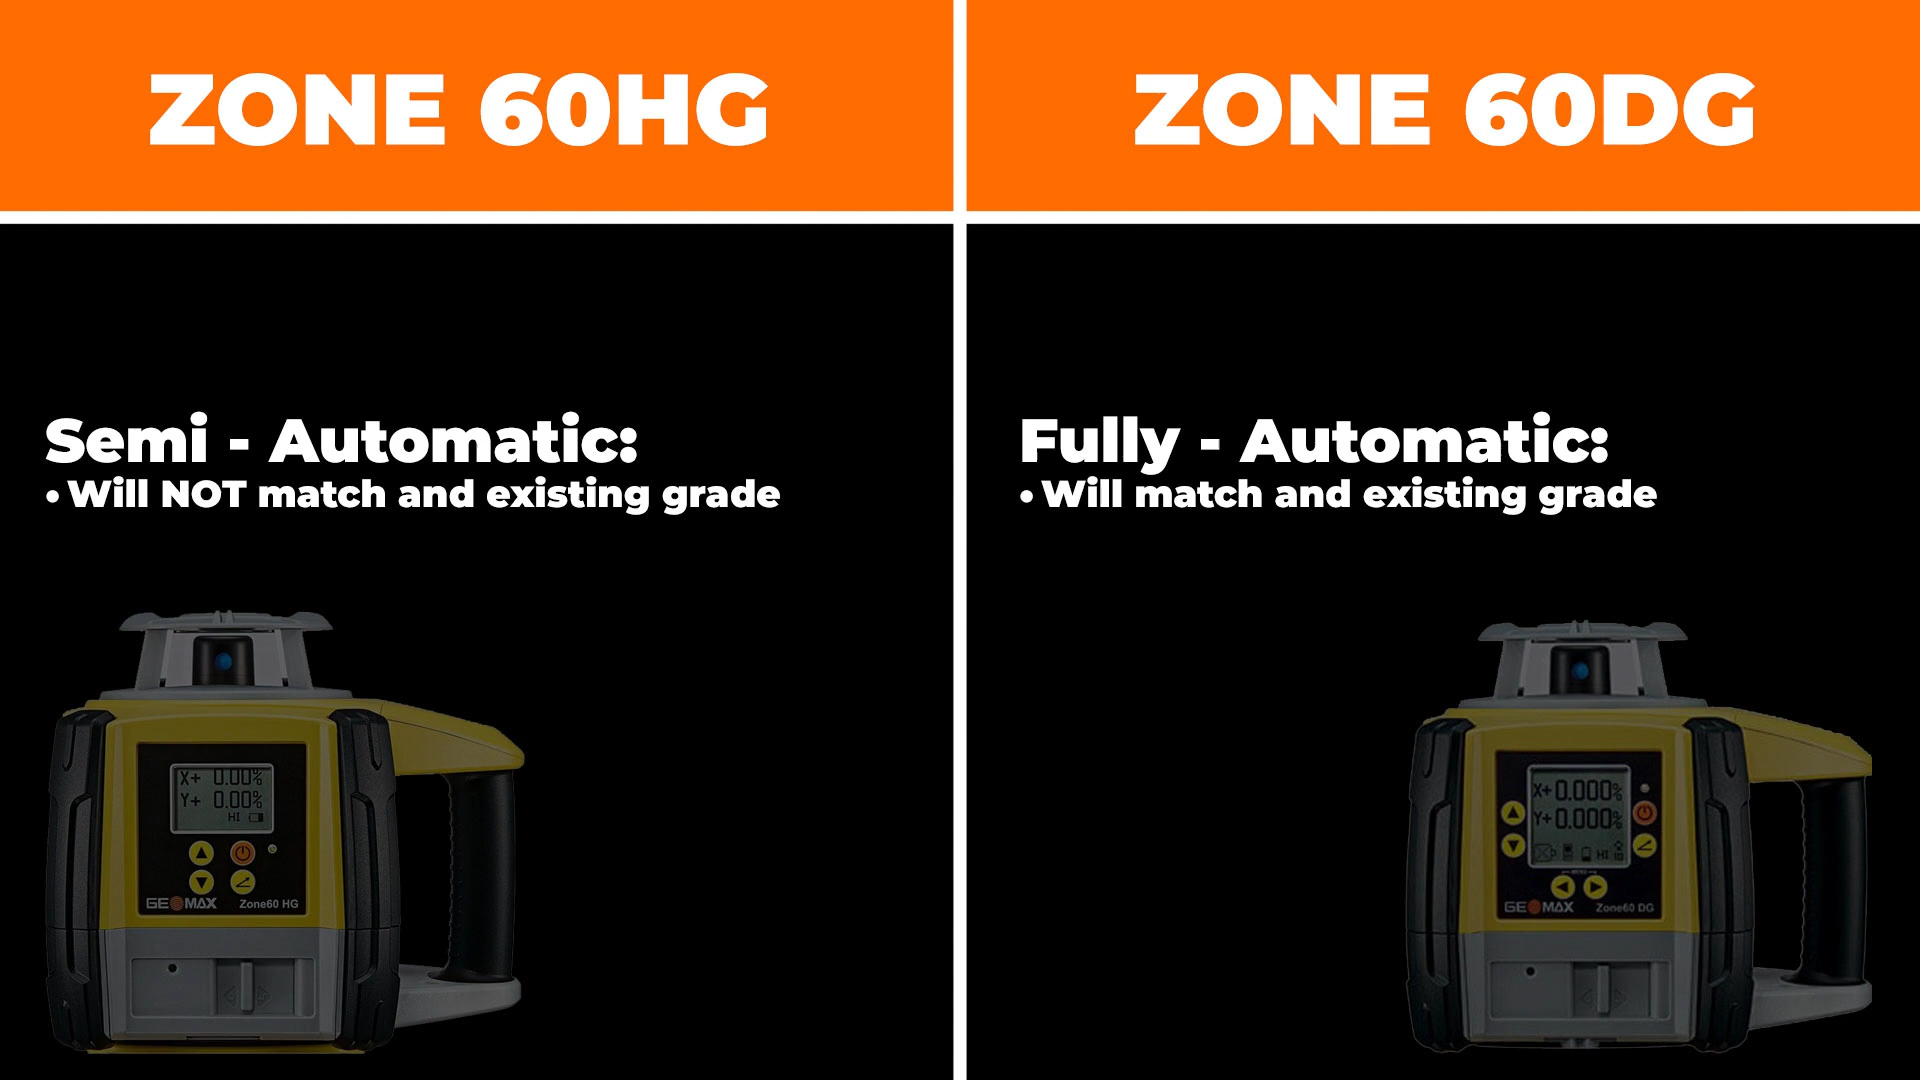 ZONE 60HG
ZONE 60DG
Semi - Automatic:
• Will NOT match and existing grade
Fully - Automatic:
• Will match and existing grade
X+ 0.00%
Y+ 0.00%
HI
GEOMAX Zone60 HG
X+ 0.000%
Y+ 0.000%
HI
MENU
GEOMAX Zone60 DG